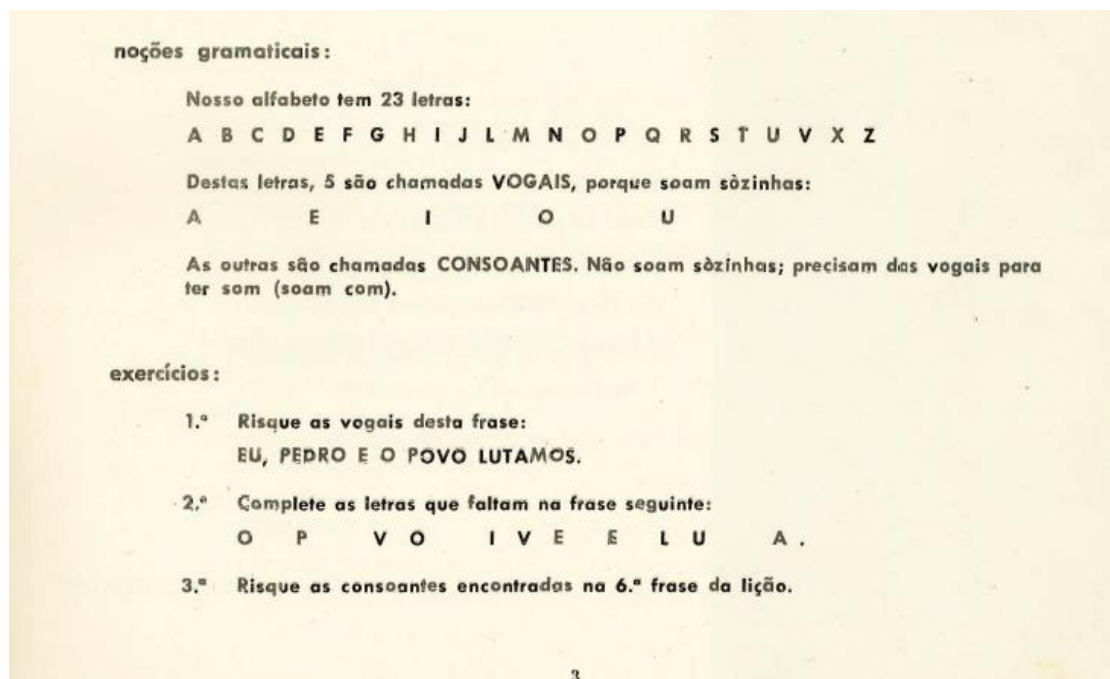 noções gramaticais:
Nosso alfabeto tem 23 letras:
A B C D E F G H I J L M N O P Q R S T U V X Z
Destas letras, 5 são chamadas VOGAIS, porque soam sòzinhas:
A E I O U
As outras são chamadas CONSOANTES. Não soam sòzinhas; precisam das vogais para
ter som (soam com).
exercícios:
1.º Risque as vogais desta frase:
EU, PEDRO E O POVO LUTAMOS.
2.º Complete as letras que faltam na frase seguinte:
O P V O I V E E L U A .
3.º Risque as consoantes encontradas na 6.ª frase da lição.
3